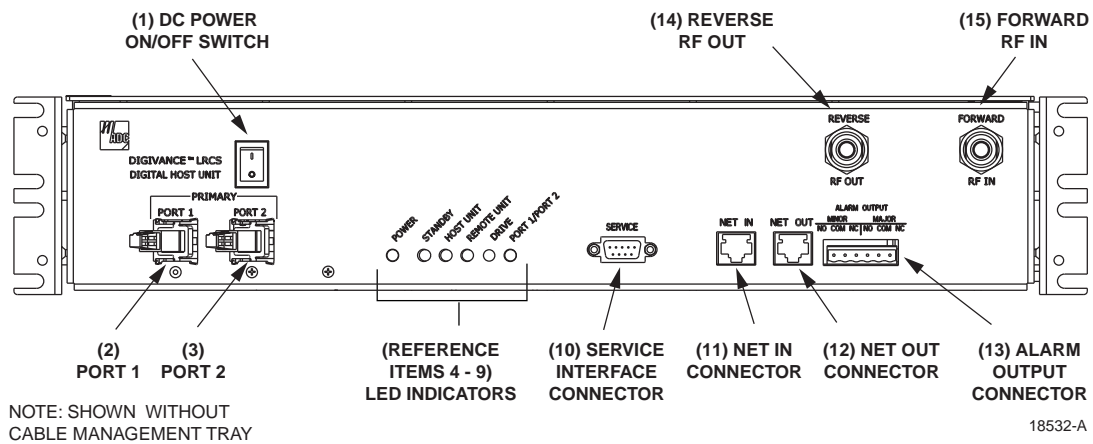 (1) DC POWER
ON/OFF SWITCH
(14) REVERSE
RF OUT
(15) FORWARD
RF IN
ADC
DIGIVANCE™ LRCS
DIGITAL HOST UNIT
I
O
PRIMARY
PORT 1
PORT 2
POWER
STANDBY
HOST UNIT
REMOTE UNIT
DRIVE
PORT 1/PORT 2
SERVICE
NET IN
NET OUT
REVERSE
RF OUT
FORWARD
RF IN
ALARM OUTPUT
MINOR MAJOR
NO COM NC NO COM NC
(2)
PORT 1
(3)
PORT 2
(REFERENCE
ITEMS 4 - 9)
LED INDICATORS
(10) SERVICE
INTERFACE
CONNECTOR
(11) NET IN
CONNECTOR
(12) NET OUT
CONNECTOR
(13) ALARM
OUTPUT
CONNECTOR
NOTE: SHOWN WITHOUT
CABLE MANAGEMENT TRAY
18532-A